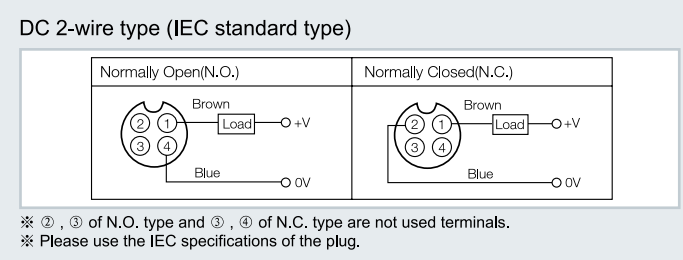 DC 2-wire type (IEC standard type)
Normally Open(N.O.)
Normally Closed(N.C.)
Brown
② ① Load +V
③ ④
Blue
0V
Brown
② ① Load +V
③ ④
Blue
0V
※ ② , ③ of N.O. type and ③ , ④ of N.C. type are not used terminals.
※ Please use the IEC specifications of the plug.